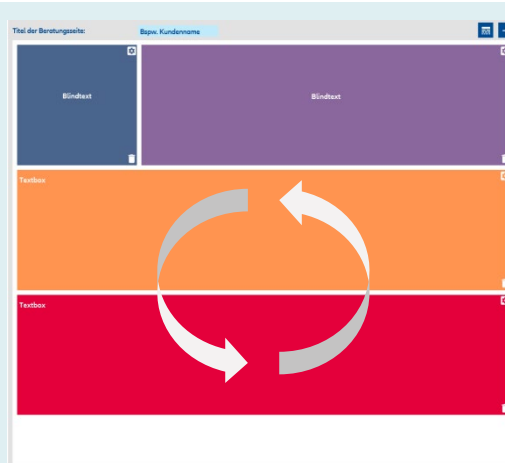 Titel der Beratungsseite: Bspw. Kundenname
Blindtext
Blindtext
Textbox
Textbox